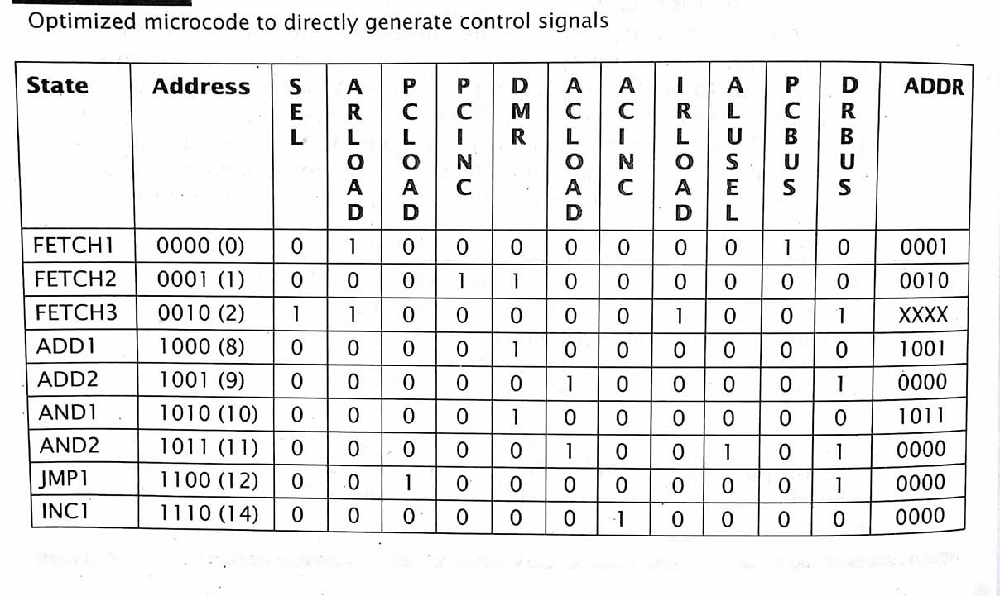 Optimized microcode to directly generate control signals
State Address SEL ARLOAD PCLOAD PCINC DMR ACLOAD ACINC IRLOAD ALUSEL PCBUS DRBUS ADDR
FETCH1 0000 (0) 0 1 0 0 0 0 0 0 0 1 0 0001
FETCH2 0001 (1) 0 0 0 1 1 0 0 0 0 0 0 0010
FETCH3 0010 (2) 1 1 0 0 0 0 0 1 0 0 1 XXXX
ADD1 1000 (8) 0 0 0 0 1 0 0 0 0 0 0 1001
ADD2 1001 (9) 0 0 0 0 0 1 0 0 0 0 1 0000
AND1 1010 (10) 0 0 0 0 1 0 0 0 0 0 0 1011
AND2 1011 (11) 0 0 0 0 0 1 0 0 1 0 1 0000
JMP1 1100 (12) 0 0 1 0 0 0 0 0 0 0 1 0000
INC1 1110 (14) 0 0 0 0 0 0 1 0 0 0 0 0000